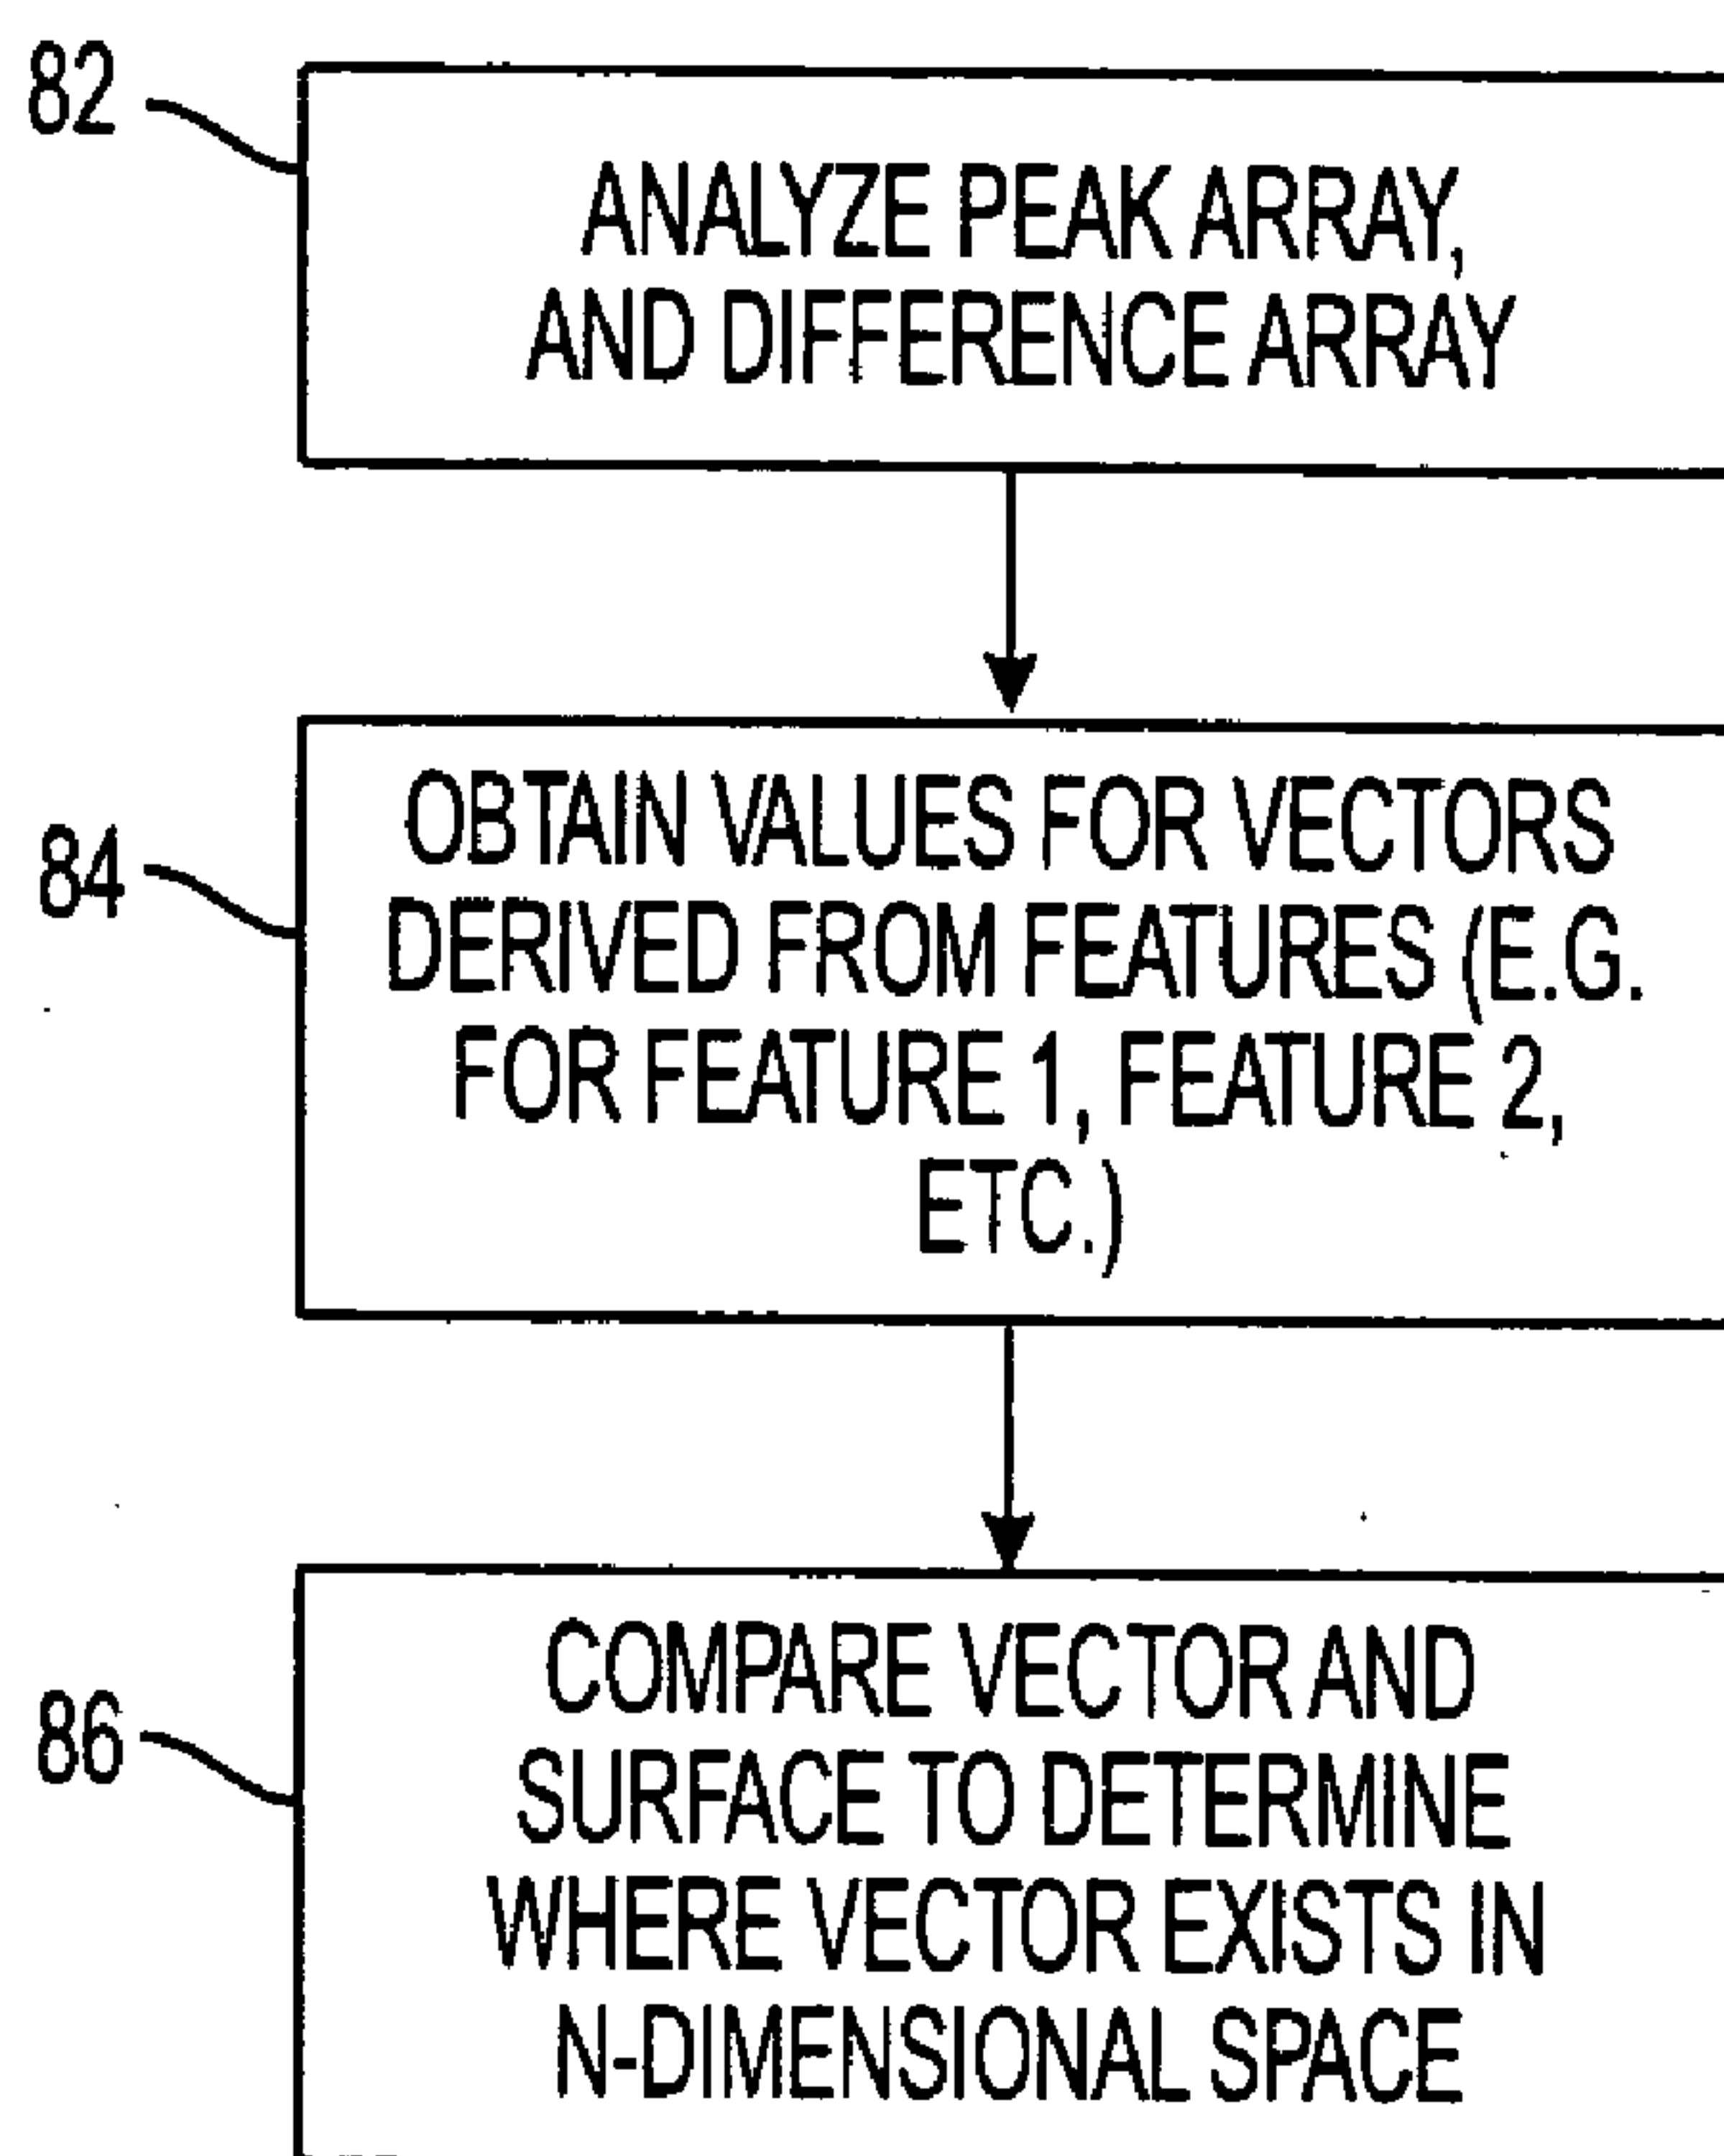 82
ANALYZE PEAK ARRAY,
AND DIFFERENCE ARRAY
84
OBTAIN VALUES FOR VECTORS
DERIVED FROM FEATURES (E.G.
FOR FEATURE 1, FEATURE 2,
ETC.)
86
COMPARE VECTOR AND
SURFACE TO DETERMINE
WHERE VECTOR EXISTS IN
N-DIMENSIONAL SPACE